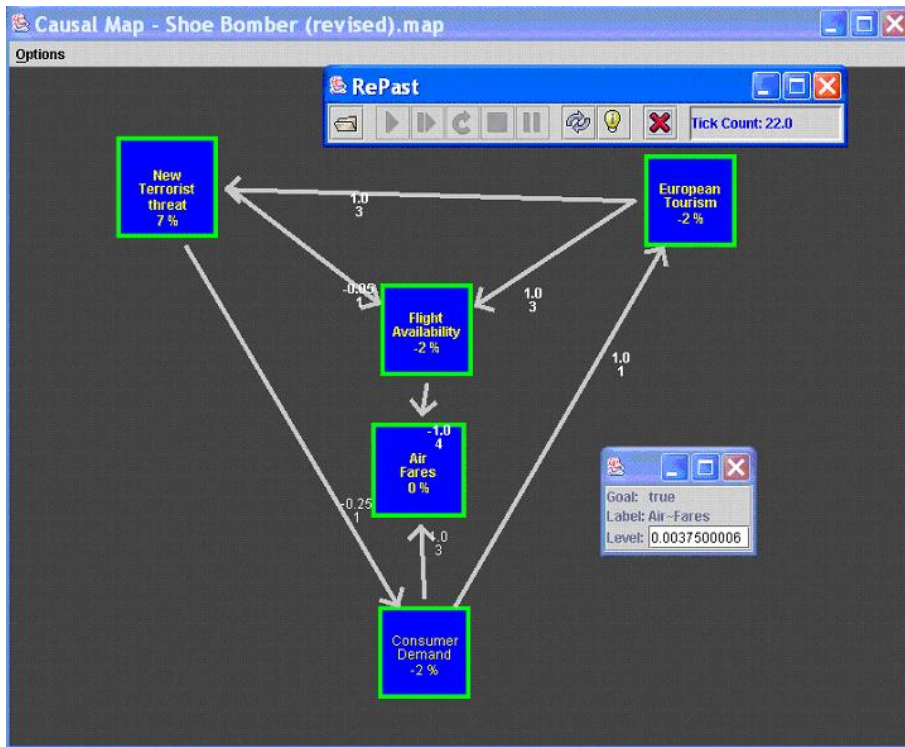 Causal Map - Shoe Bomber (revised).map
Options
RePast
Tick Count: 22.0
New
Terrorist
threat
7 %
1.0
3
European
Tourism
-2 %
-0.05
1
1.0
3
Flight
Availability
-2 %
1.0
1
-1.0
4
Air
Fares
0 %
-0.25
1
1.0
3
Goal: true
Label: Air~Fares
Level: 0.0037500006
Consumer
Demand
-2 %